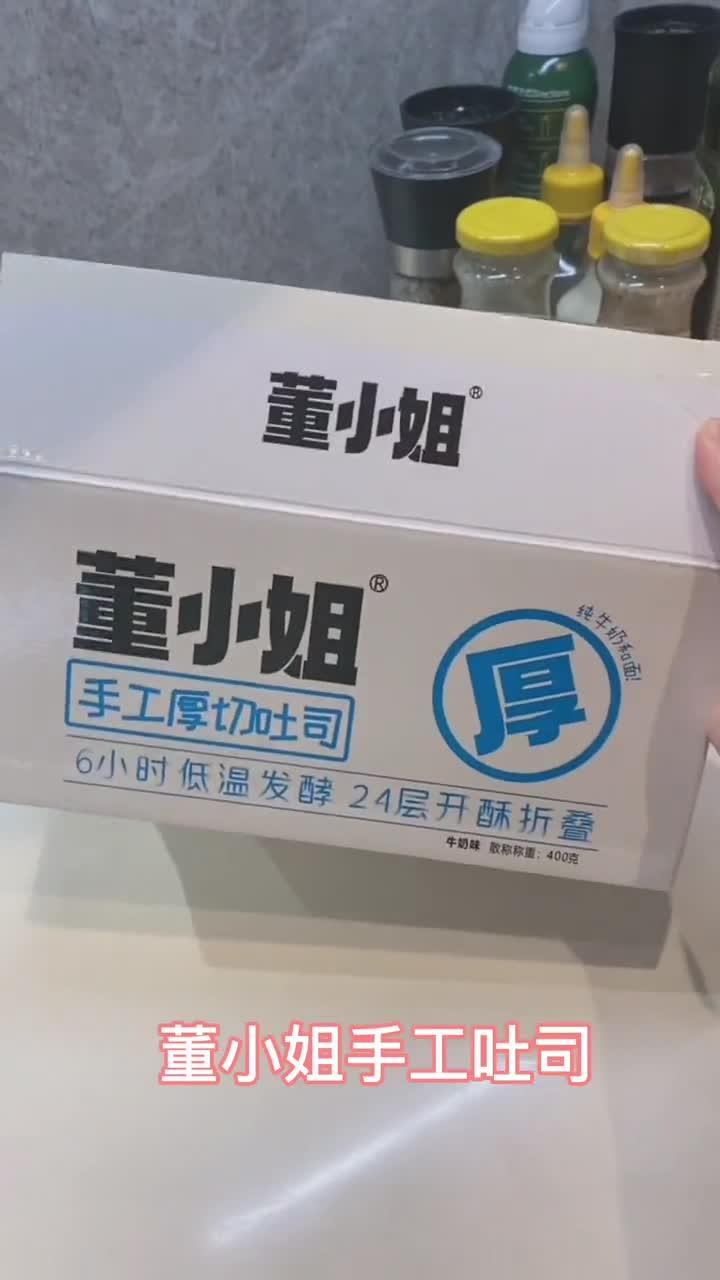 董小姐®
董小姐®
手工厚切吐司
厚
纯牛奶和面!
6小时低温发酵 24层开酥折叠
牛奶味 散称称重:400克
董小姐手工吐司